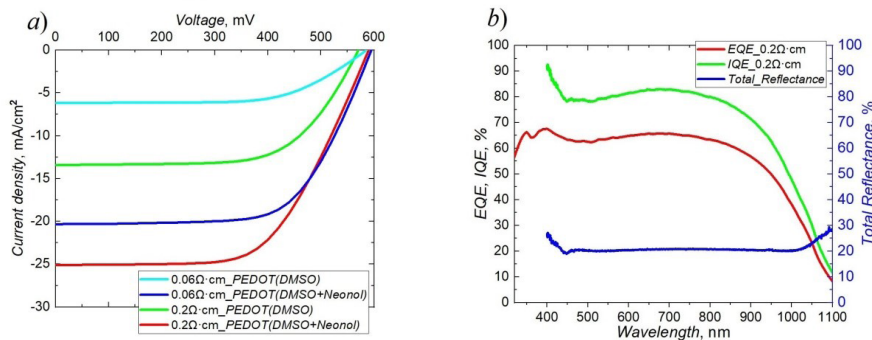 a)
Voltage, mV
0 100 200 300 400 500 600
0
-5
-10
-15
-20
-25
-30
Current density, mA/cm²
0.06Ω·cm_PEDOT(DMSO)
0.06Ω·cm_PEDOT(DMSO+Neonol)
0.2Ω·cm_PEDOT(DMSO)
0.2Ω·cm_PEDOT(DMSO+Neonol)
b)
100
90
80
70
60
50
40
30
20
10
0
EQE, IQE, %
EQE_0.2Ω·cm
IQE_0.2Ω·cm
Total_Reflectance
100
90
80
70
60
50
40
30
20
10
0
Total Reflectance, %
400 500 600 700 800 900 1000 1100
Wavelength, nm